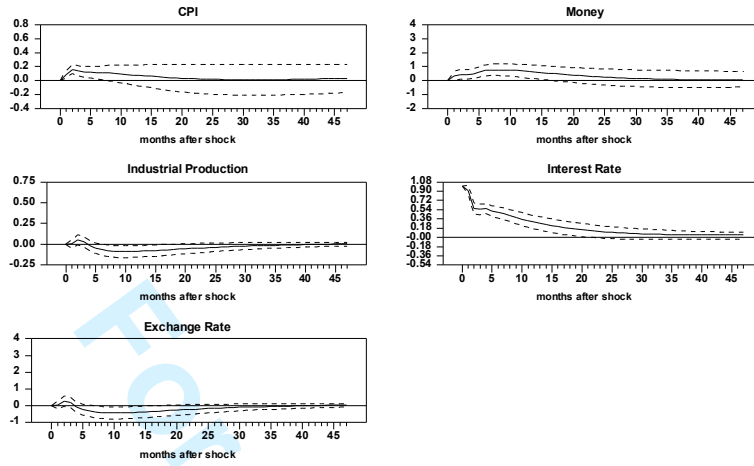 CPI
0.8
0.6
0.4
0.2
0.0
-0.2
-0.4
0 5 10 15 20 25 30 35 40 45
months after shock
Money
4
3
2
1
0
-1
-2
0 5 10 15 20 25 30 35 40 45
months after shock
Industrial Production
0.75
0.50
0.25
0.00
-0.25
0 5 10 15 20 25 30 35 40 45
months after shock
Interest Rate
1.08
0.90
0.72
0.54
0.36
0.18
-0.00
-0.18
-0.36
-0.54
0 5 10 15 20 25 30 35 40 45
months after shock
Exchange Rate
4
3
2
1
0
-1
0 5 10 15 20 25 30 35 40 45
months after shock
For